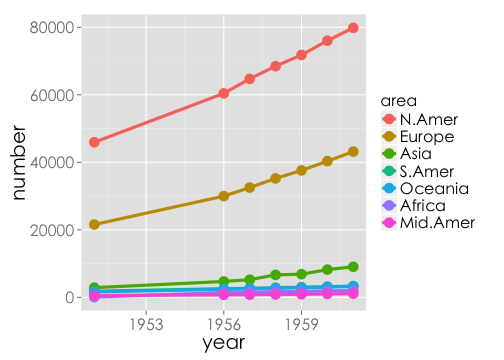 80000
60000
40000
20000
0
number
1953 1956 1959
year
area
N.Amer
Europe
Asia
S.Amer
Oceania
Africa
Mid.Amer